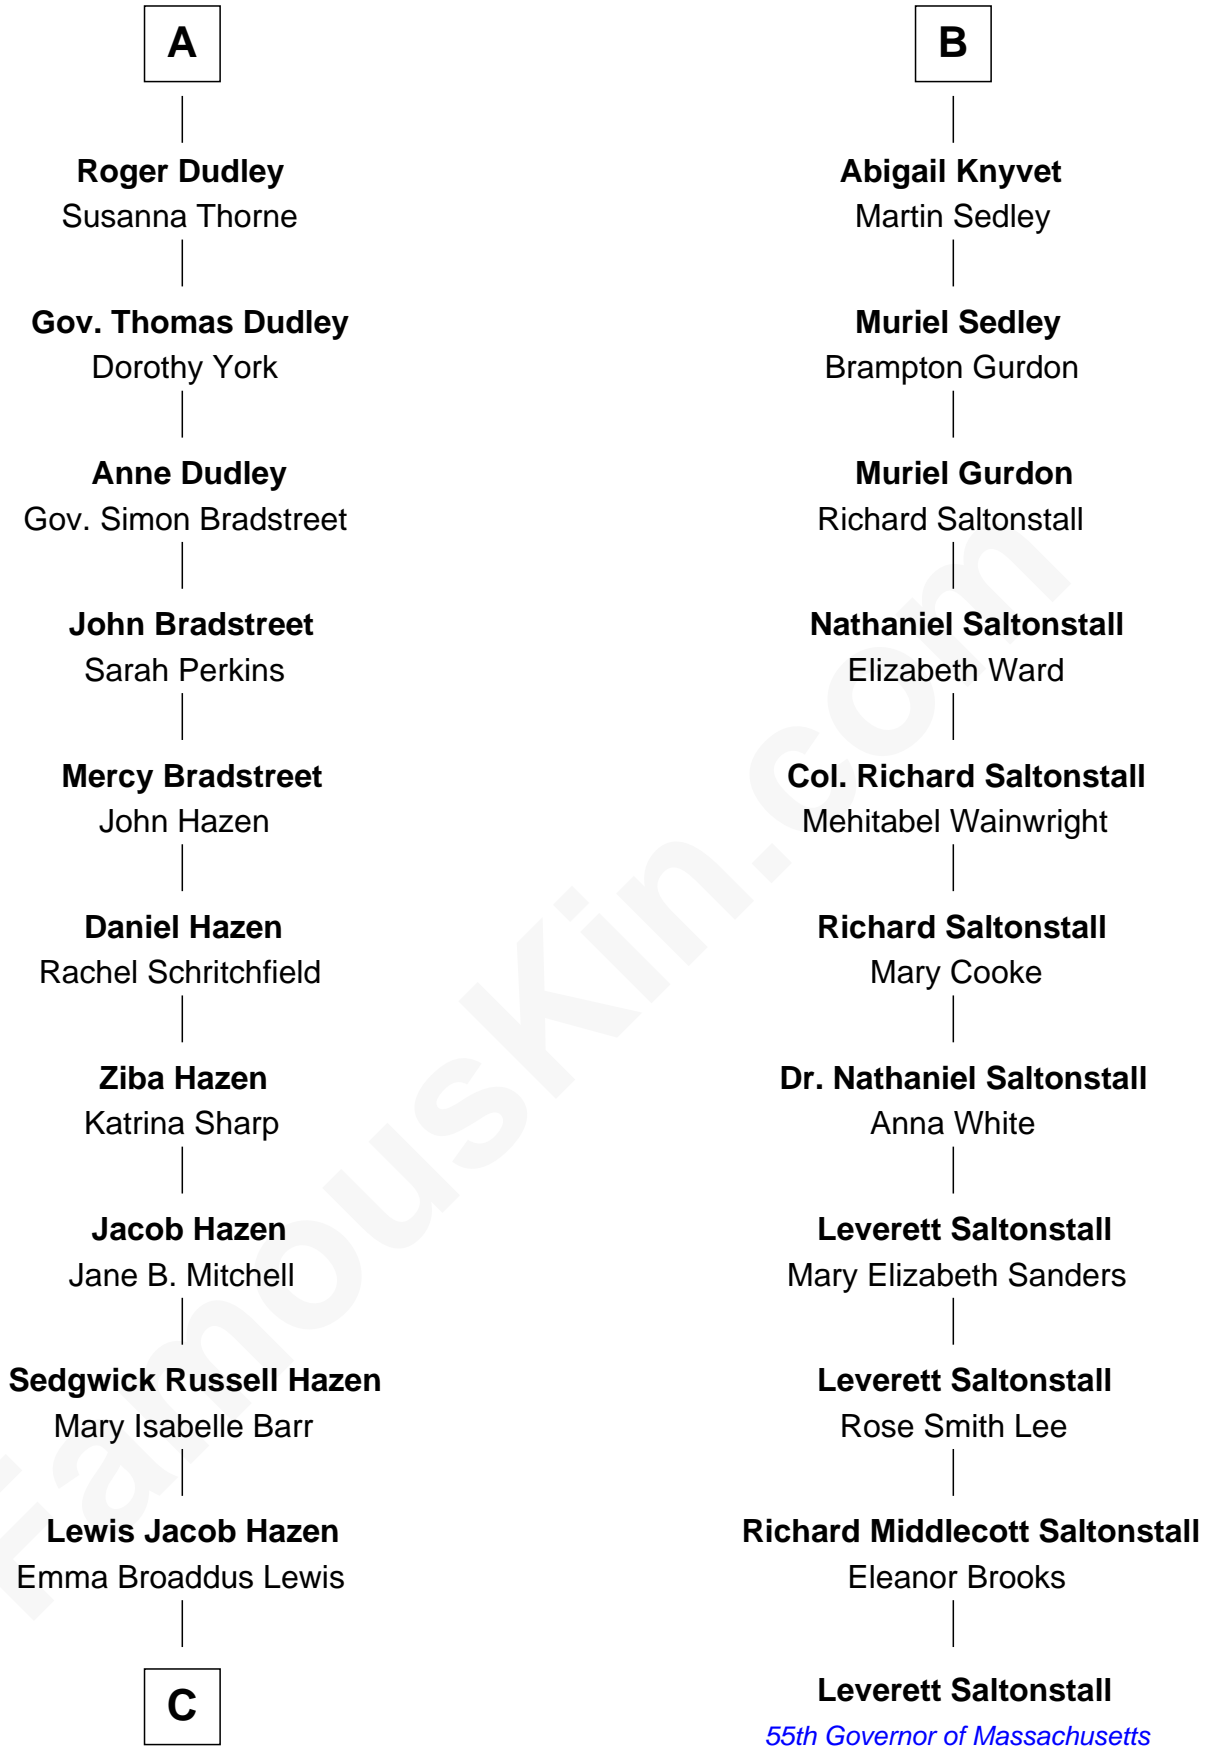 A
Roger Dudley
Susanna Thorne
Gov. Thomas Dudley
Dorothy York
Anne Dudley
Gov. Simon Bradstreet
John Bradstreet
Sarah Perkins
Mercy Bradstreet
John Hazen
Daniel Hazen
Rachel Schritchfield
Ziba Hazen
Katrina Sharp
Jacob Hazen
Jane B. Mitchell
Sedgwick Russell Hazen
Mary Isabelle Barr
Lewis Jacob Hazen
Emma Broaddus Lewis
C
B
Abigail Knyvet
Martin Sedley
Muriel Sedley
Brampton Gurdon
Muriel Gurdon
Richard Saltonstall
Nathaniel Saltonstall
Elizabeth Ward
Col. Richard Saltonstall
Mehitabel Wainwright
Richard Saltonstall
Mary Cooke
Dr. Nathaniel Saltonstall
Anna White
Leverett Saltonstall
Mary Elizabeth Sanders
Leverett Saltonstall
Rose Smith Lee
Richard Middlecott Saltonstall
Eleanor Brooks
Leverett Saltonstall
55th Governor of Massachusetts
FamousKin.com